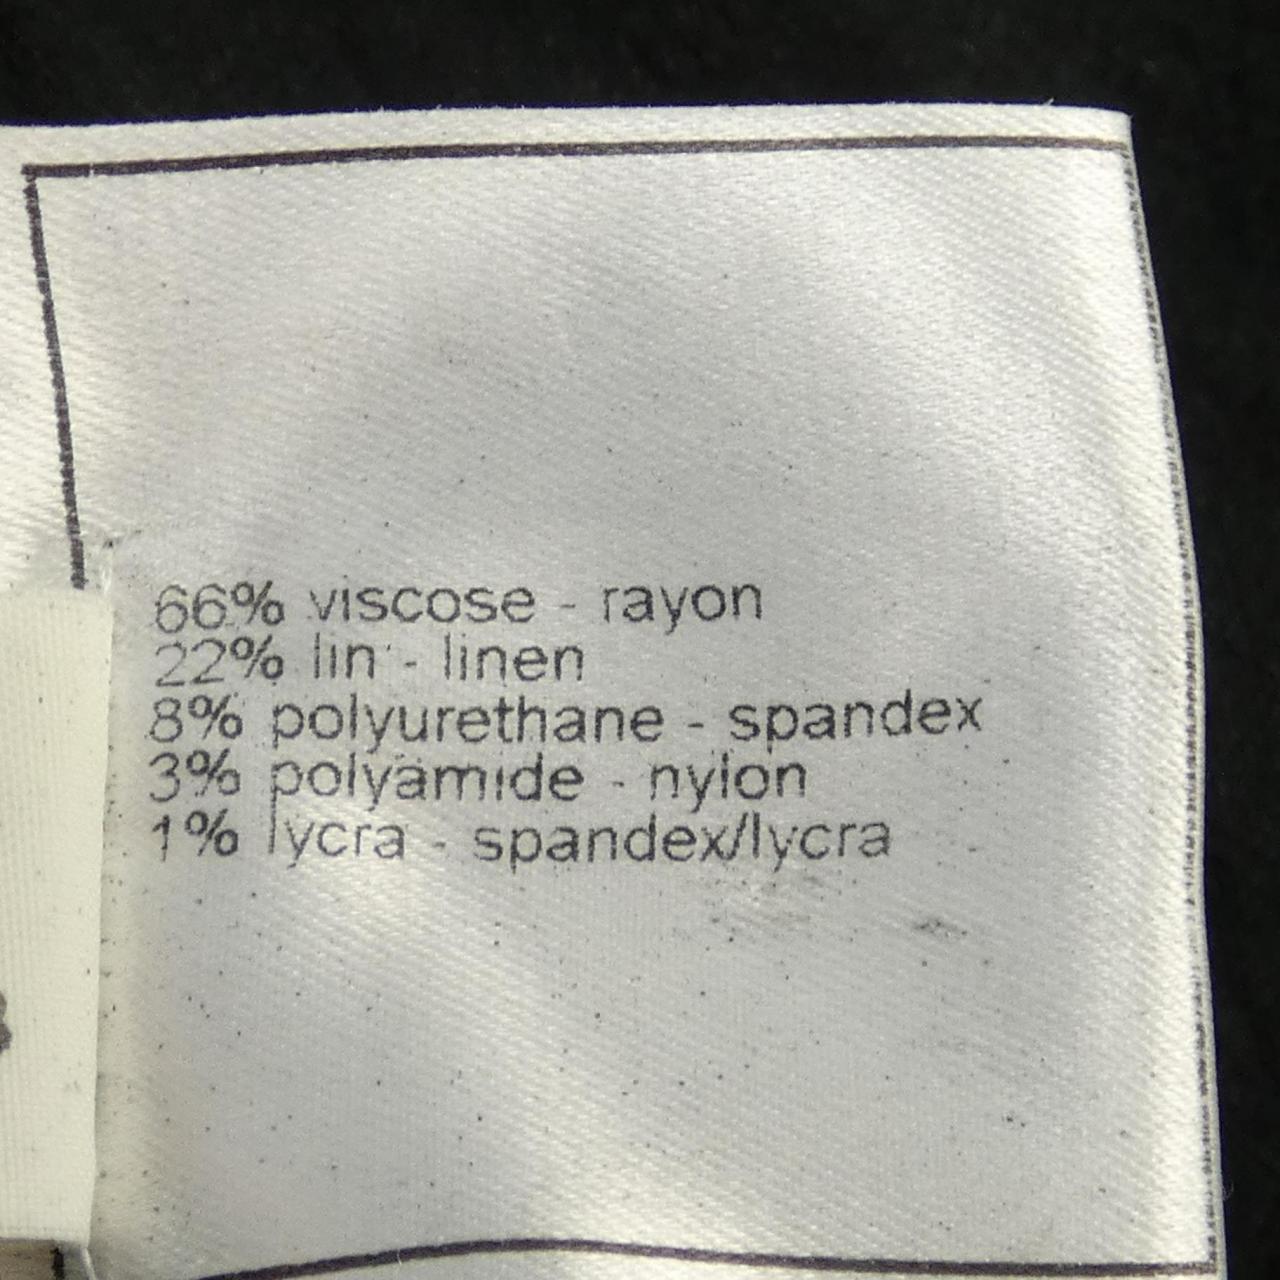 66% viscose - rayon
22% lin - linen
8% polyurethane - spandex
3% polyamide - nylon
1% lycra - spandex/lycra